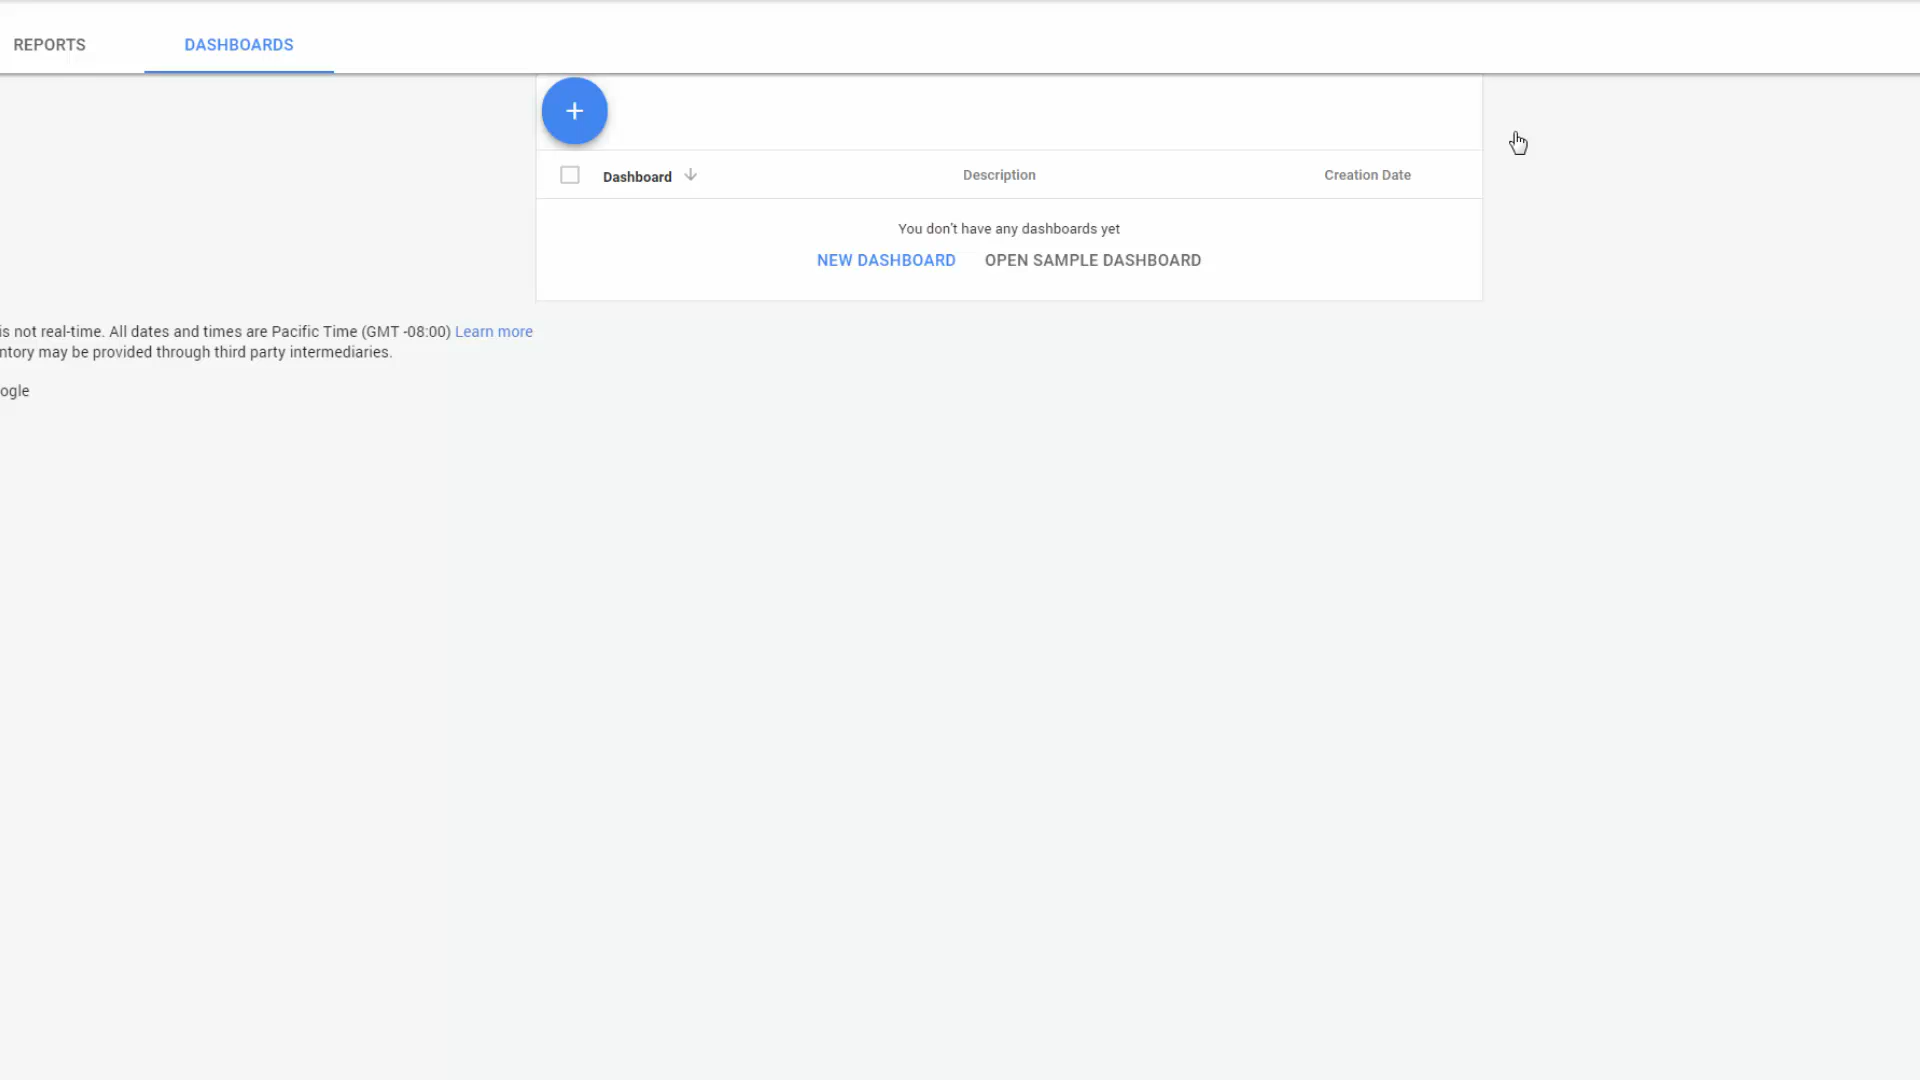 REPORTS DASHBOARDS
+
Dashboard Description Creation Date
You don't have any dashboards yet
NEW DASHBOARD OPEN SAMPLE DASHBOARD
is not real-time. All dates and times are Pacific Time (GMT -08:00) Learn more
ntory may be provided through third party intermediaries.
ogle